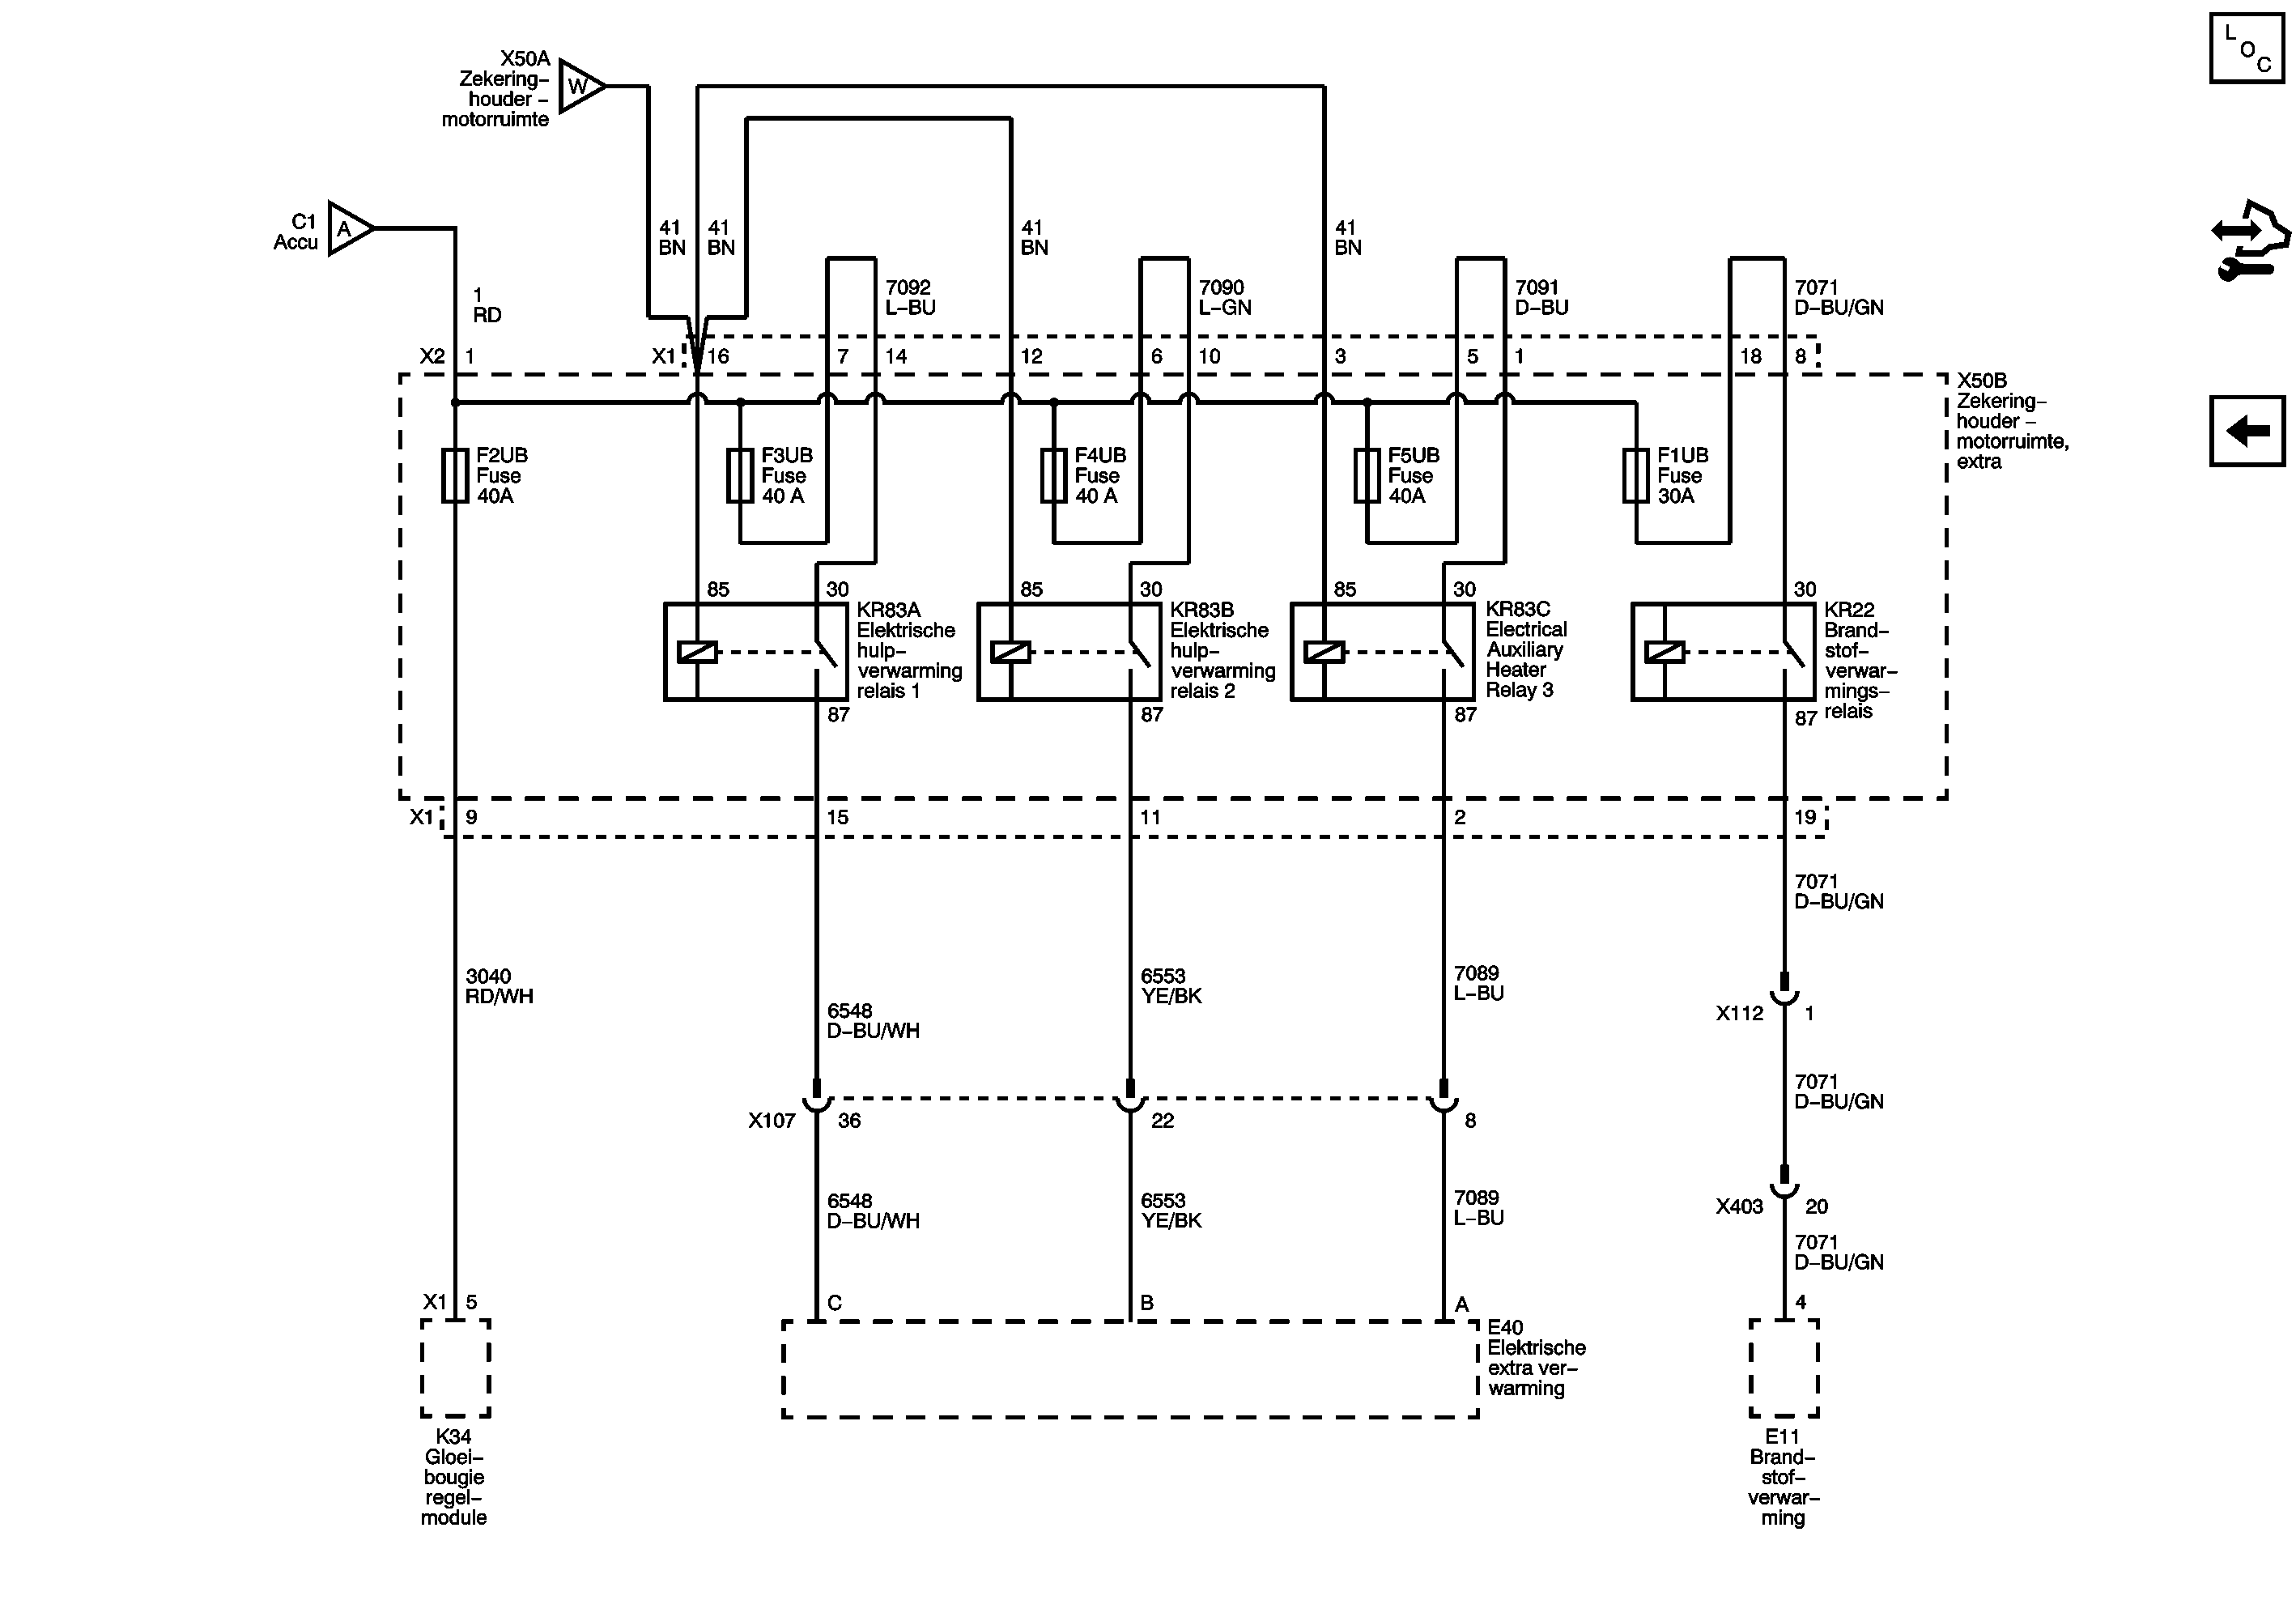 L
O
C
X50A
Zekering–
houder –
motorruimte
W
C1
Accu
A
1
RD
41
BN
41
BN
41
BN
41
BN
7092
L–BU
7090
L–GN
7091
D–BU
7071
D–BU/GN
X2
1
X1
16
7
14
12
6
10
3
5
1
18
8
X50B
Zekering–
houder –
motorruimte,
extra
F2UB
Fuse
40A
F3UB
Fuse
40 A
F4UB
Fuse
40 A
F5UB
Fuse
40A
F1UB
Fuse
30A
85
30
85
30
85
30
30
KR83A
Elektrische
hulp–
verwarming
relais 1
KR83B
Elektrische
hulp–
verwarming
relais 2
KR83C
Electrical
Auxiliary
Heater
Relay 3
KR22
Brand–
stof–
verwar–
mings–
relais
87
87
87
87
X1
9
15
11
2
19
7071
D–BU/GN
3040
RD/WH
6548
D–BU/WH
6553
YE/BK
7089
L–BU
X112
1
7071
D–BU/GN
X107
36
22
8
6548
D–BU/WH
6553
YE/BK
7089
L–BU
X403
20
7071
D–BU/GN
X1
5
C
B
A
4
E40
Elektrische
extra ver–
warming
K34
Gloei–
bougie
regel–
module
E11
Brand–
stof–
verwar–
ming